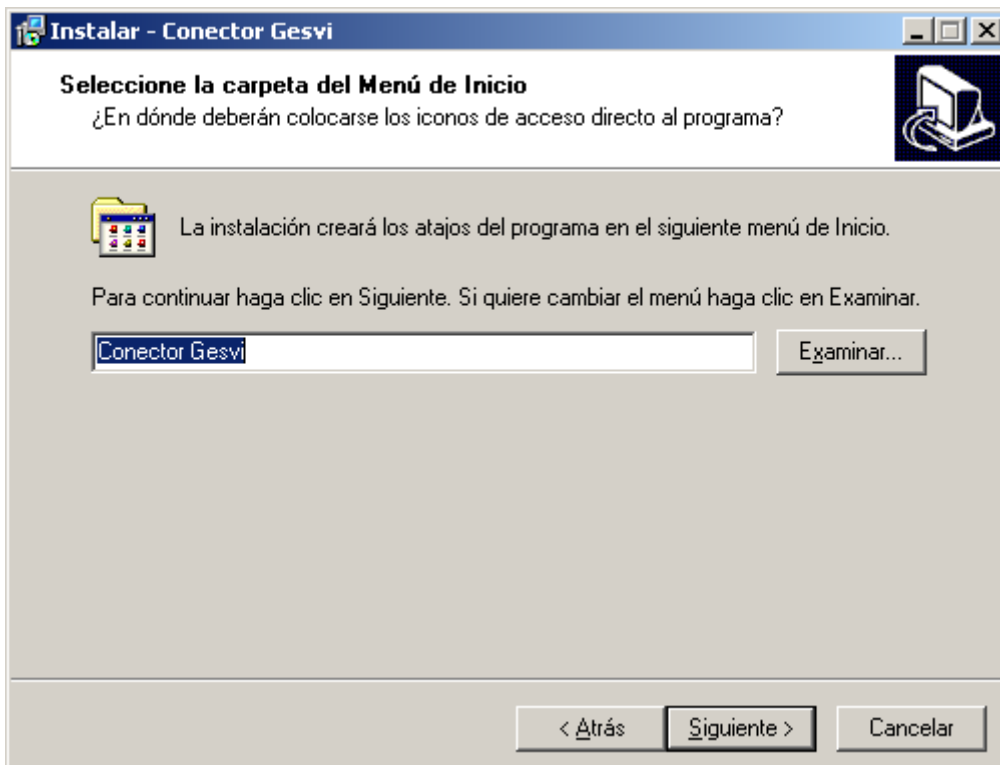 Instalar - Conector Gesvi
Seleccione la carpeta del Menú de Inicio
¿En dónde deberán colocarse los iconos de acceso directo al programa?
La instalación creará los atajos del programa en el siguiente menú de Inicio.
Para continuar haga clic en Siguiente. Si quiere cambiar el menú haga clic en Examinar.
Conector Gesvi
Examinar...
< Atrás
Siguiente >
Cancelar